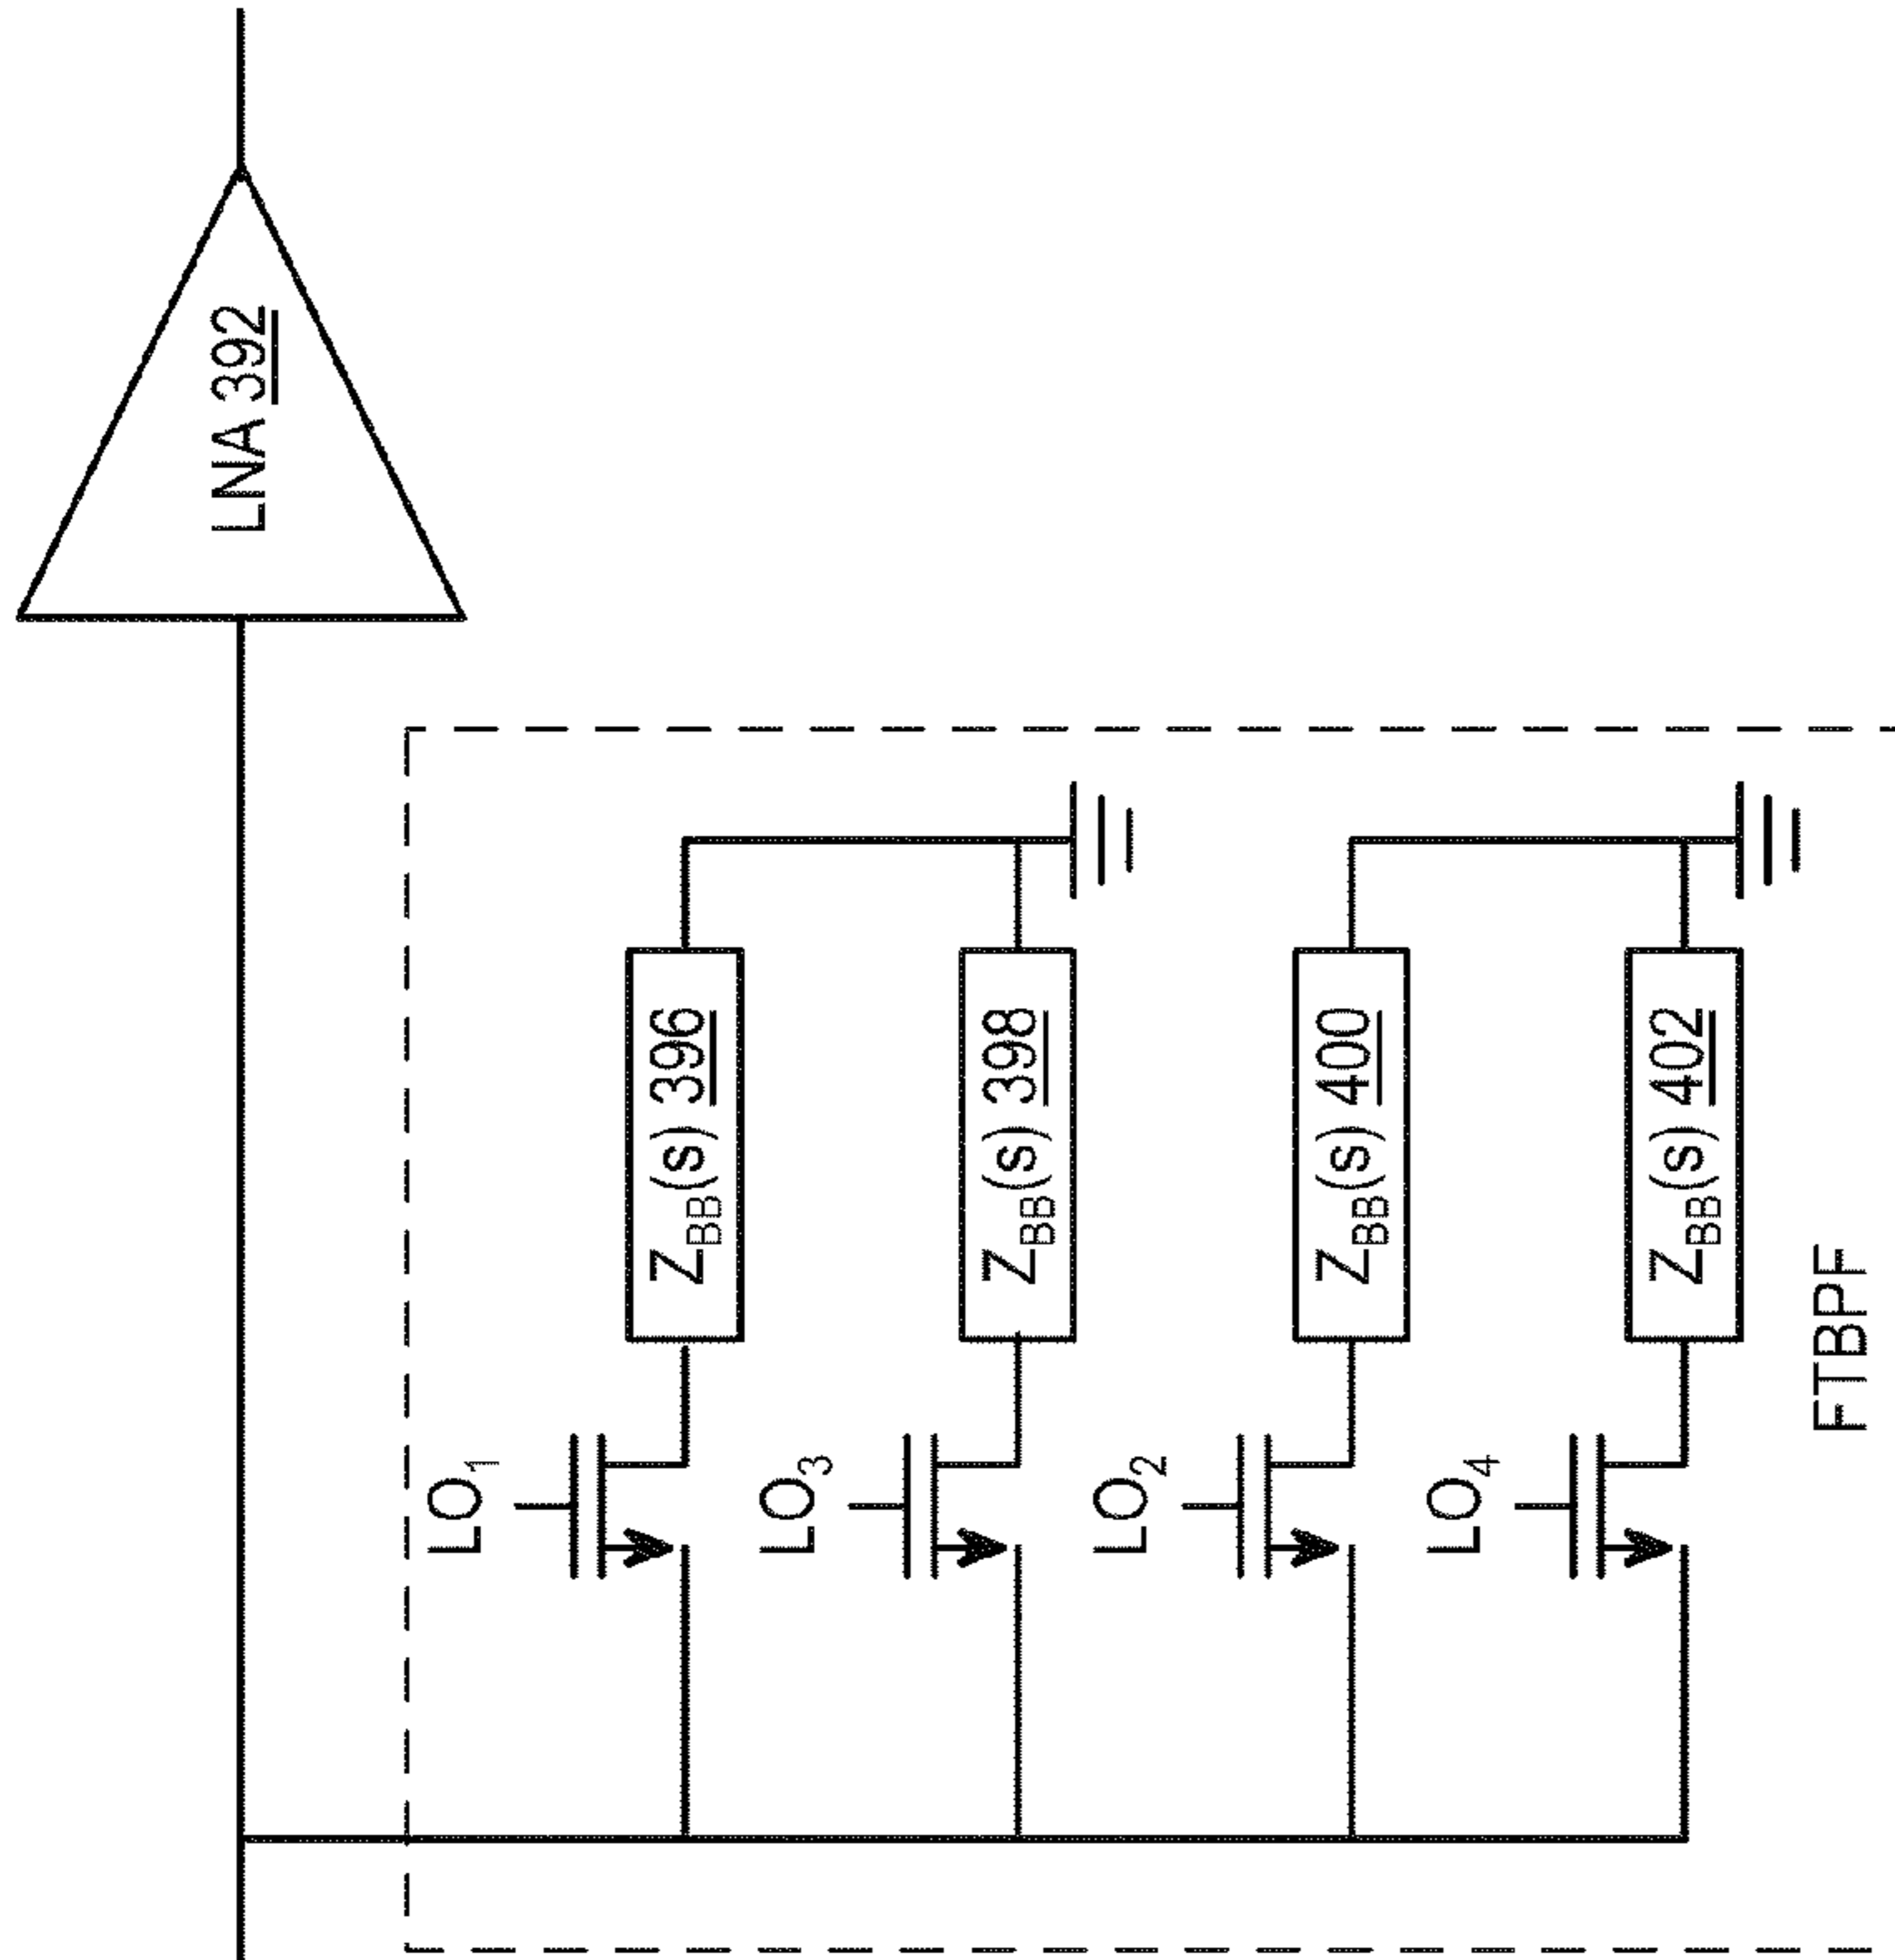 LNA 392
LO1
ZBB(s) 396
LO3
ZBB(s) 398
LO2
ZBB(s) 400
LO4
ZBB(s) 402
FTBPF